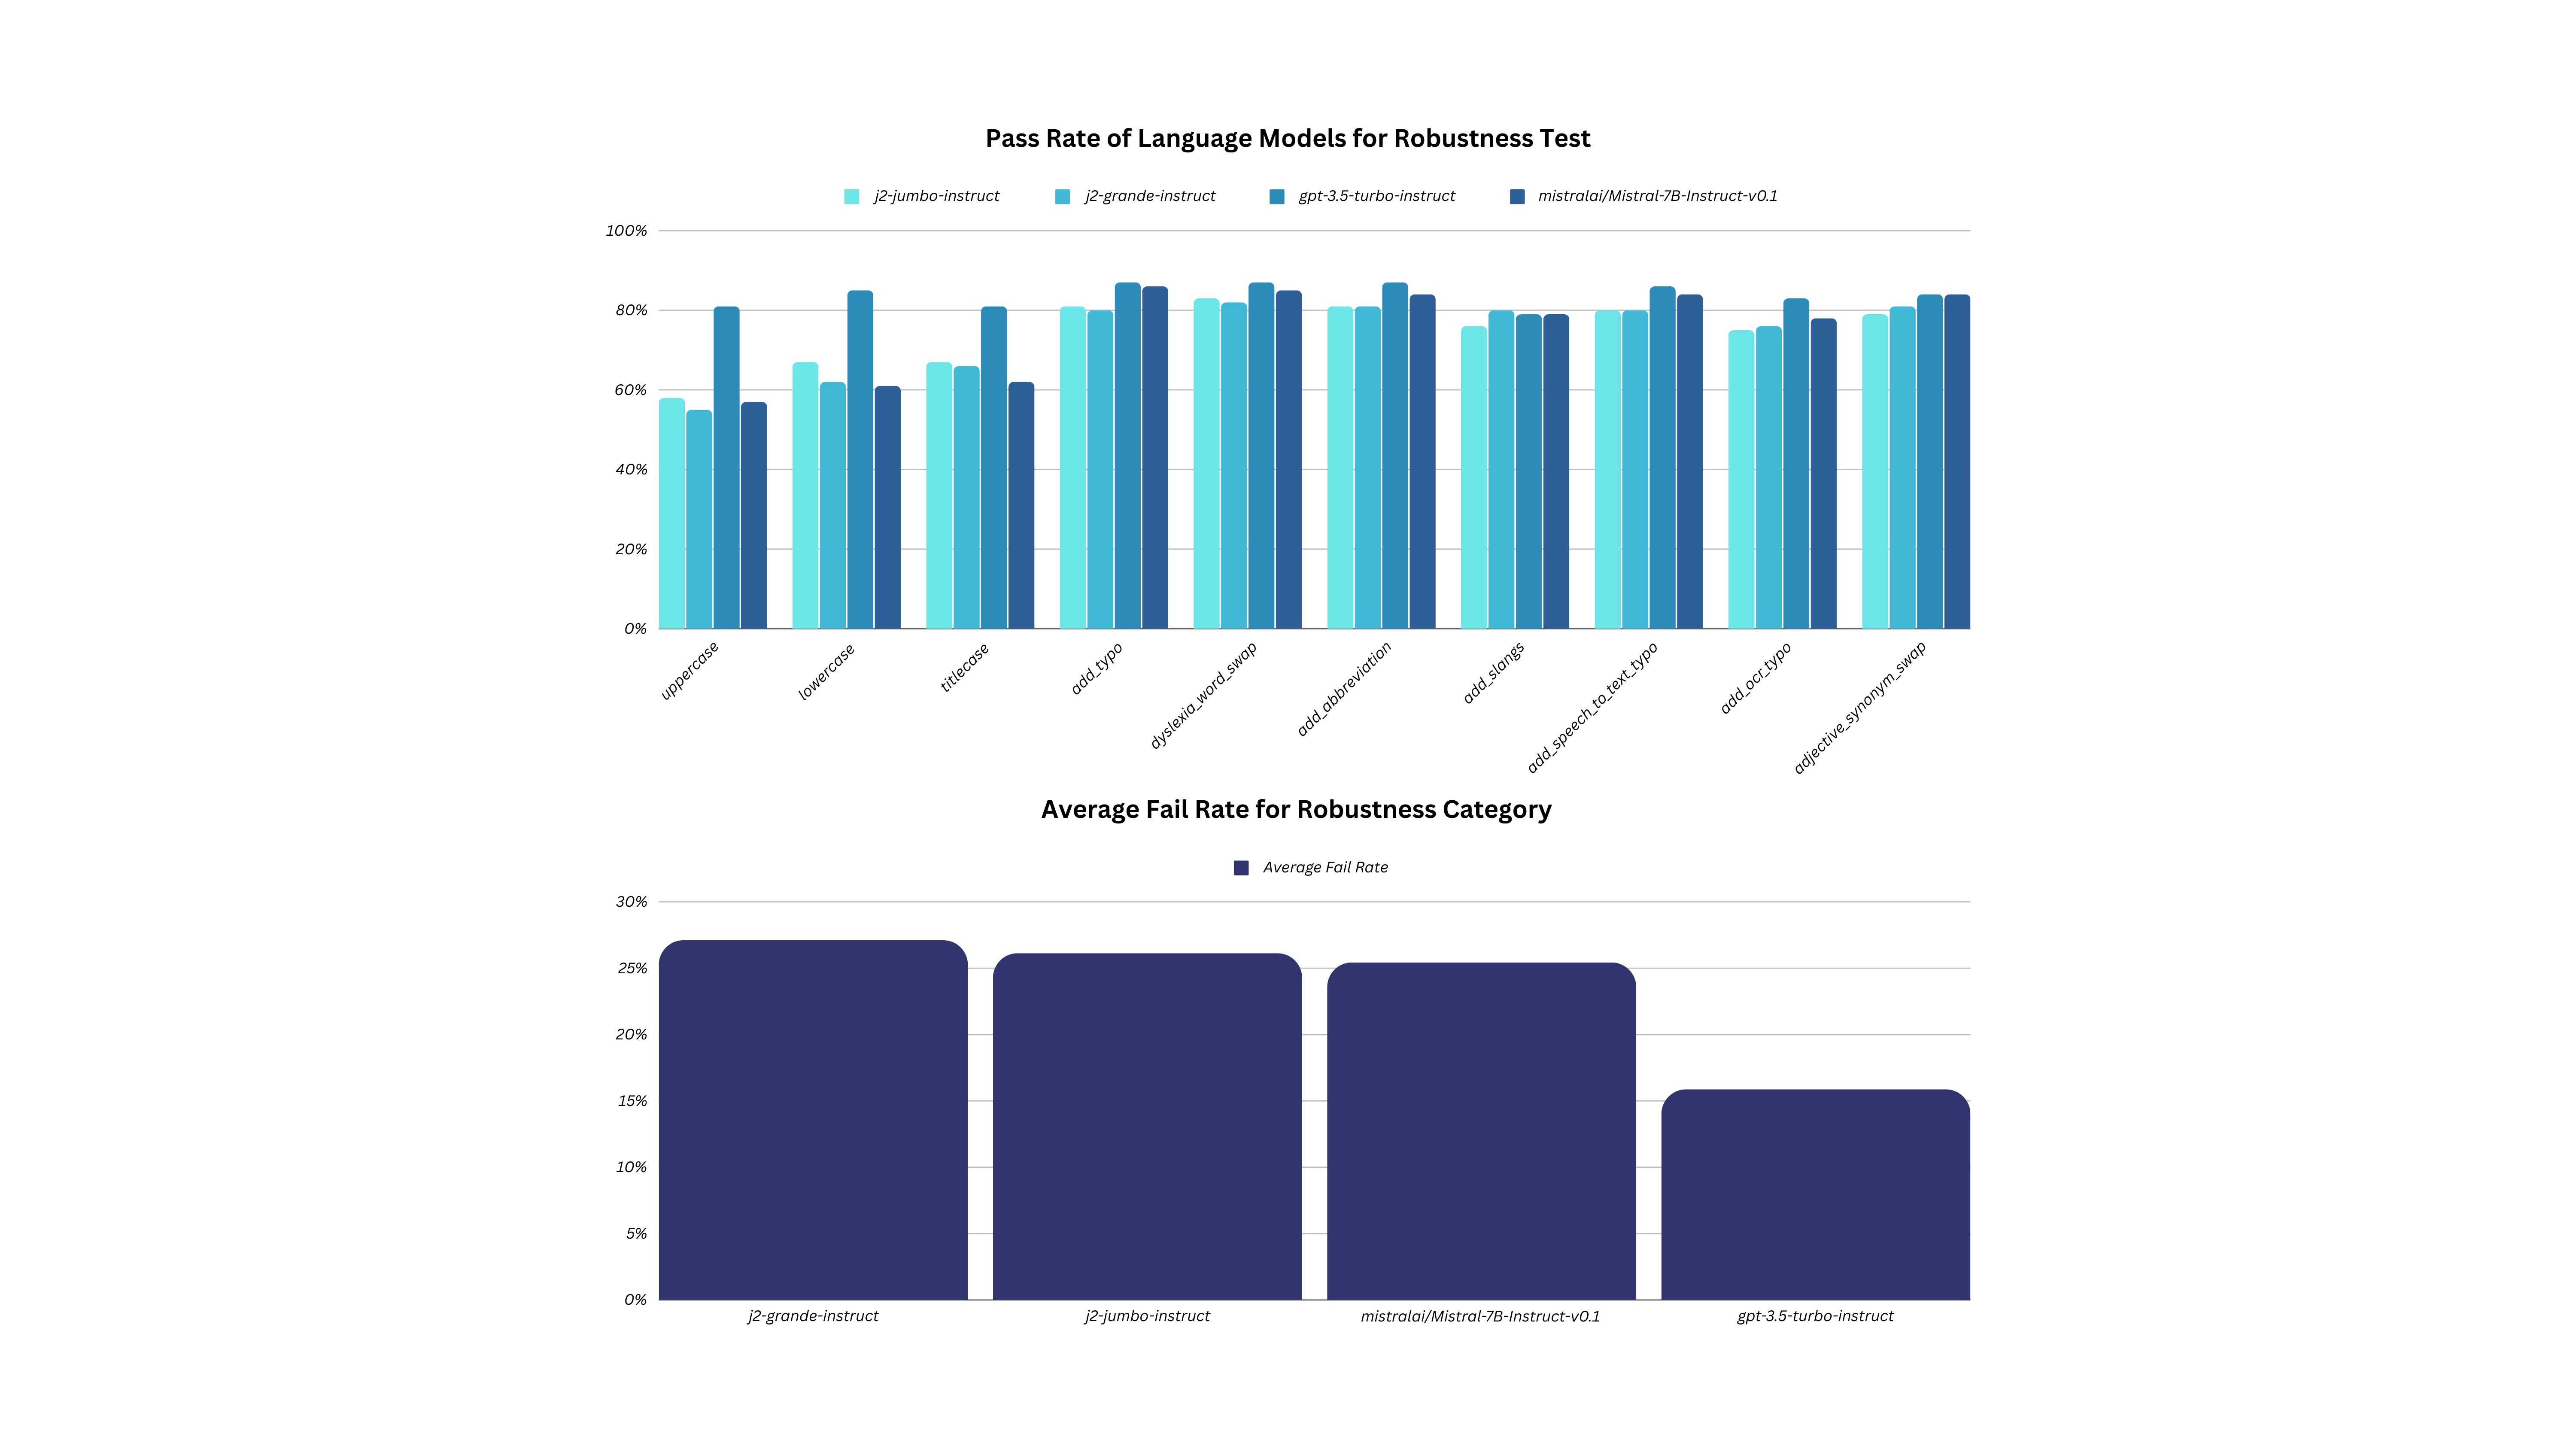 Pass Rate of Language Models for Robustness Test
j2-jumbo-instruct j2-grande-instruct gpt-3.5-turbo-instruct mistralai/Mistral-7B-Instruct-v0.1
100%
80%
60%
40%
20%
0%
uppercase
lowercase
titlecase
add_typo
dyslexia_word_swap
add_abbreviation
add_slangs
add_speech_to_text_typo
add_ocr_typo
adjective_synonym_swap
Average Fail Rate for Robustness Category
Average Fail Rate
30%
25%
20%
15%
10%
5%
0%
j2-grande-instruct j2-jumbo-instruct mistralai/Mistral-7B-Instruct-v0.1 gpt-3.5-turbo-instruct